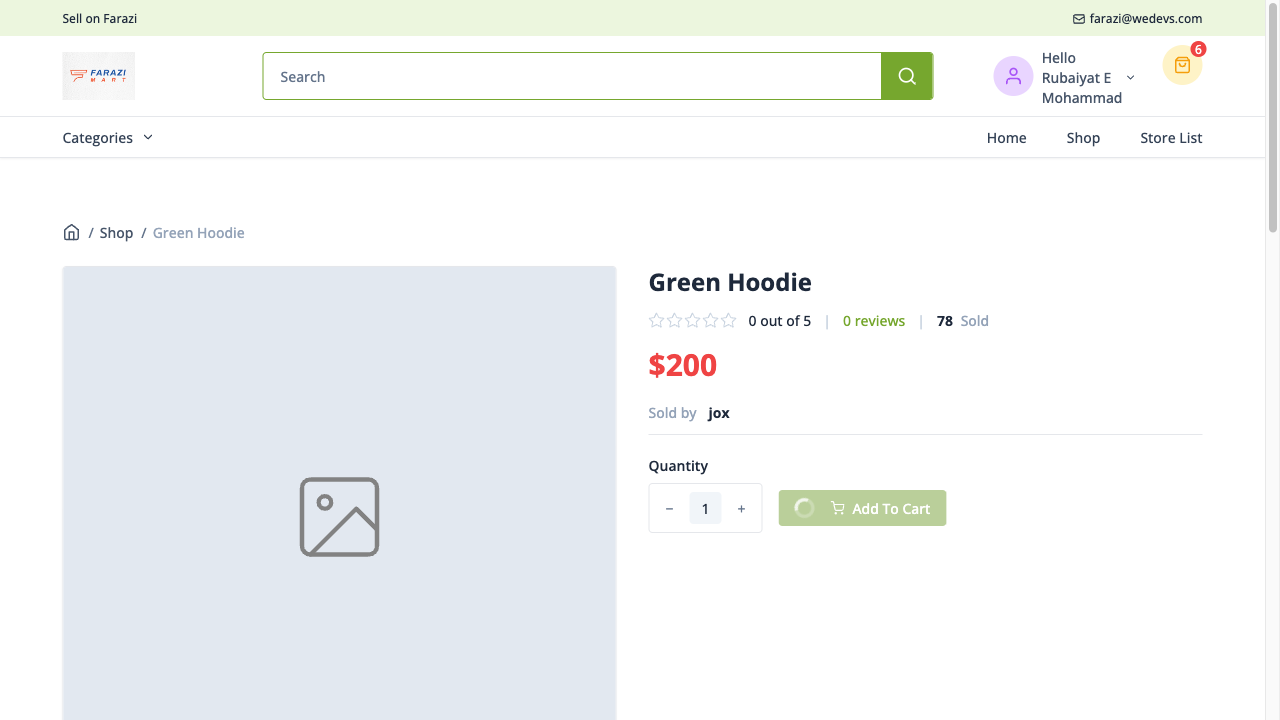 Sell on Farazi
farazi@wedevs.com
FARAZI
MART
Search
Hello
Rubaiyat E
Mohammad
6
Categories
Home
Shop
Store List
/ Shop / Green Hoodie
Green Hoodie
0 out of 5 | 0 reviews | 78 Sold
$200
Sold by jox
Quantity
− 1 +
Add To Cart